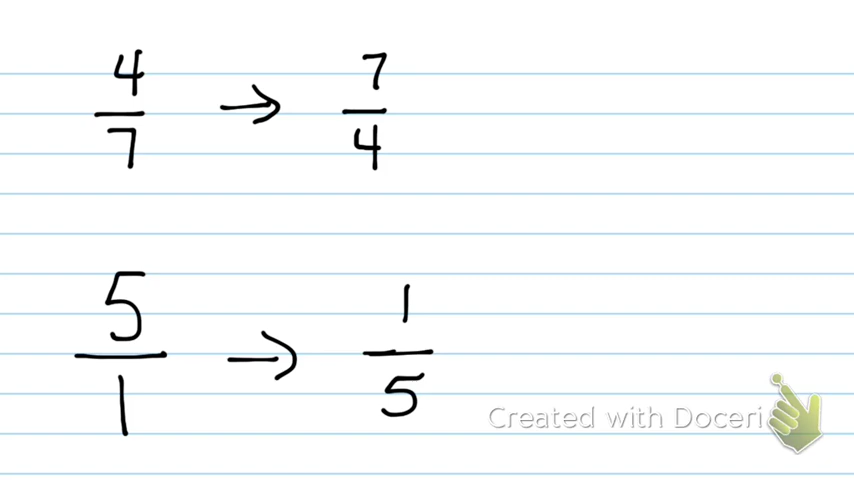 4/7 → 7/4
5/1 → 1/5
Created with Doceri